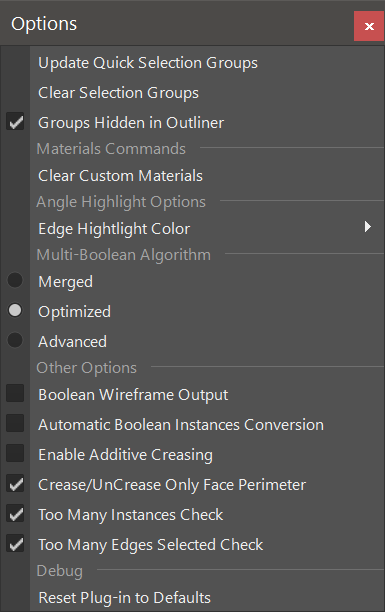 Options
Update Quick Selection Groups
Clear Selection Groups
Groups Hidden in Outliner
Materials Commands
Clear Custom Materials
Angle Highlight Options
Edge Hightlight Color
Multi-Boolean Algorithm
Merged
Optimized
Advanced
Other Options
Boolean Wireframe Output
Automatic Boolean Instances Conversion
Enable Additive Creasing
Crease/UnCrease Only Face Perimeter
Too Many Instances Check
Too Many Edges Selected Check
Debug
Reset Plug-in to Defaults